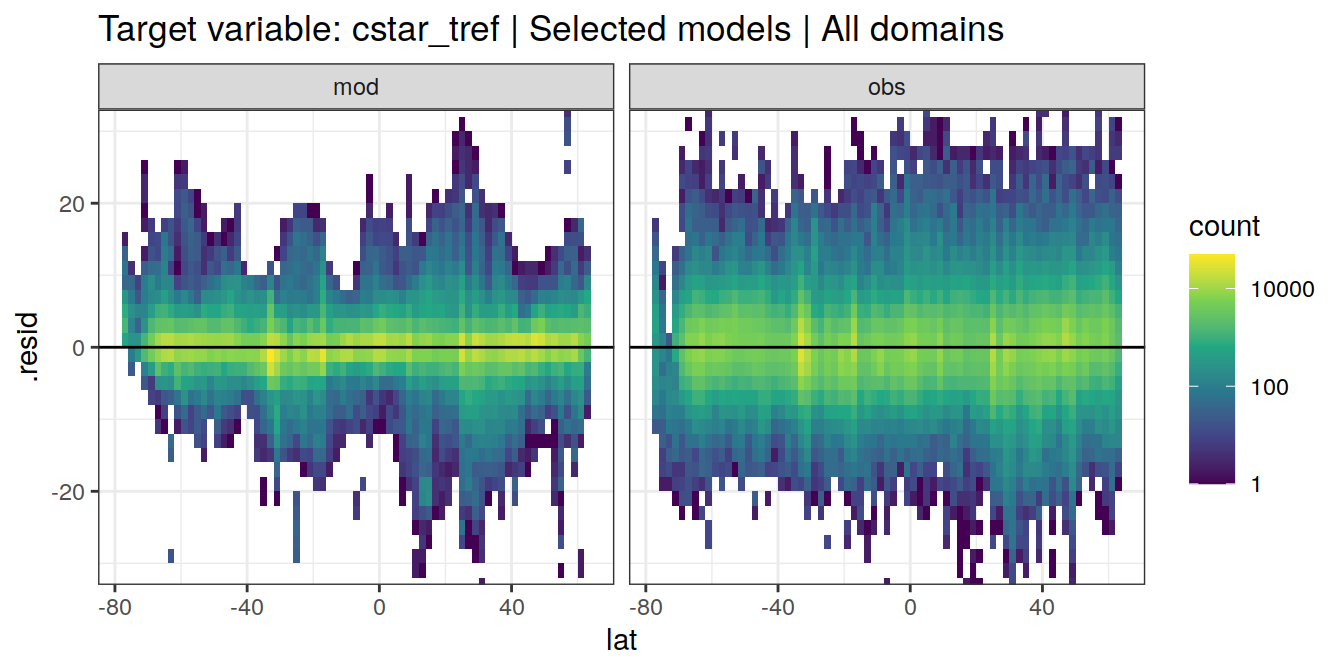 Target variable: cstar_tref | Selected models | All domains
mod
obs
.resid
20
0
-20
-80
-40
0
40
-80
-40
0
40
lat
count
10000
100
1